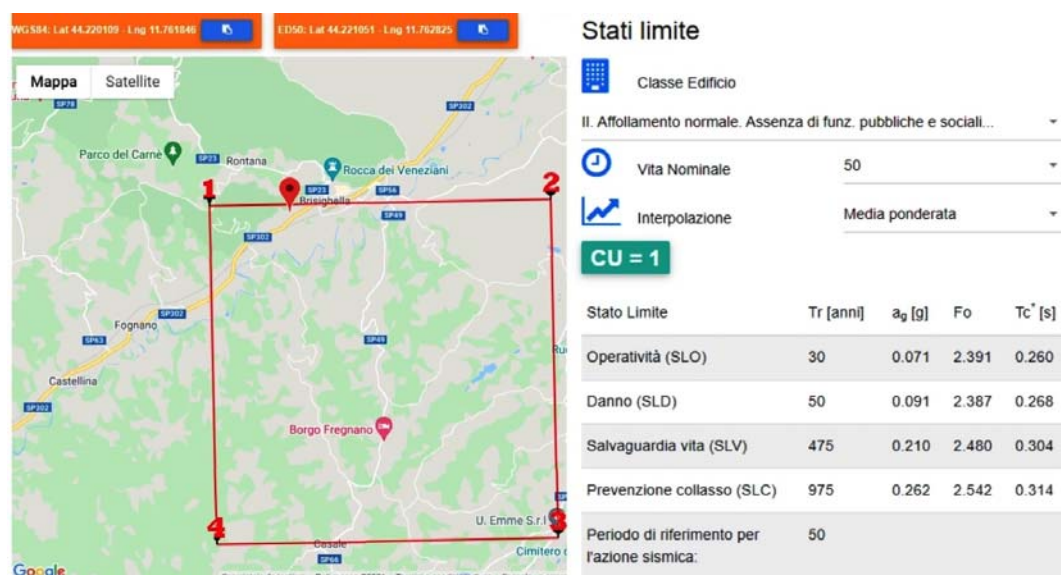 WGS84: Lat 44.220109 - Lng 11.761846
ED50: Lat 44.221051 - Lng 11.762825
Mappa Satellite
SP78
SP302
Parco del Carnè
SP23
Rontana
Rocca dei Veneziani
1
SP23
SP56
2
Brisighella
SP49
SP302
SP302
Fognano
SP63
SP49
Ru
Castellina
SP302
Borgo Fregnano
SP
U. Emme S.r.l
3
4
Casale
Cimitero d
SP66
Google
Stati limite
Classe Edificio
II. Affollamento normale. Assenza di funz. pubbliche e sociali...
Vita Nominale 50
Interpolazione Media ponderata
CU = 1
Stato Limite Tr [anni] ag [g] Fo Tc* [s]
Operatività (SLO) 30 0.071 2.391 0.260
Danno (SLD) 50 0.091 2.387 0.268
Salvaguardia vita (SLV) 475 0.210 2.480 0.304
Prevenzione collasso (SLC) 975 0.262 2.542 0.314
Periodo di riferimento per 50
l'azione sismica: